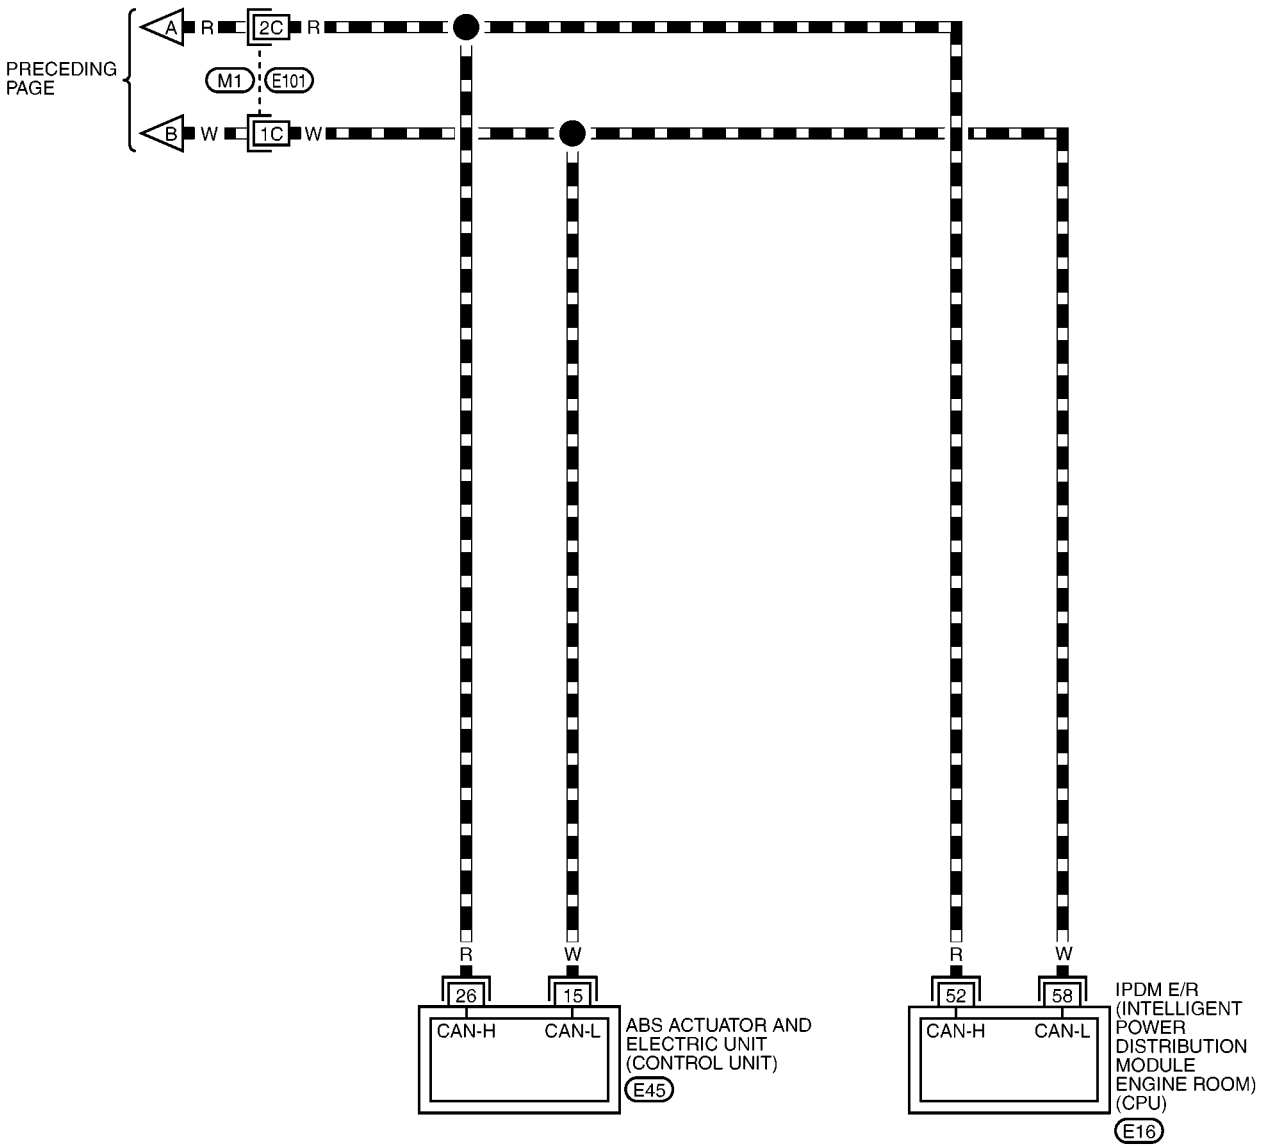 A R 2C R
PRECEDING
PAGE
M1 E101
B W 1C W
R W R W
26 15 52 58
CAN-H CAN-L
CAN-H CAN-L
ABS ACTUATOR AND
ELECTRIC UNIT
(CONTROL UNIT)
E45
IPDM E/R
(INTELLIGENT
POWER
DISTRIBUTION
MODULE
ENGINE ROOM)
(CPU)
E16